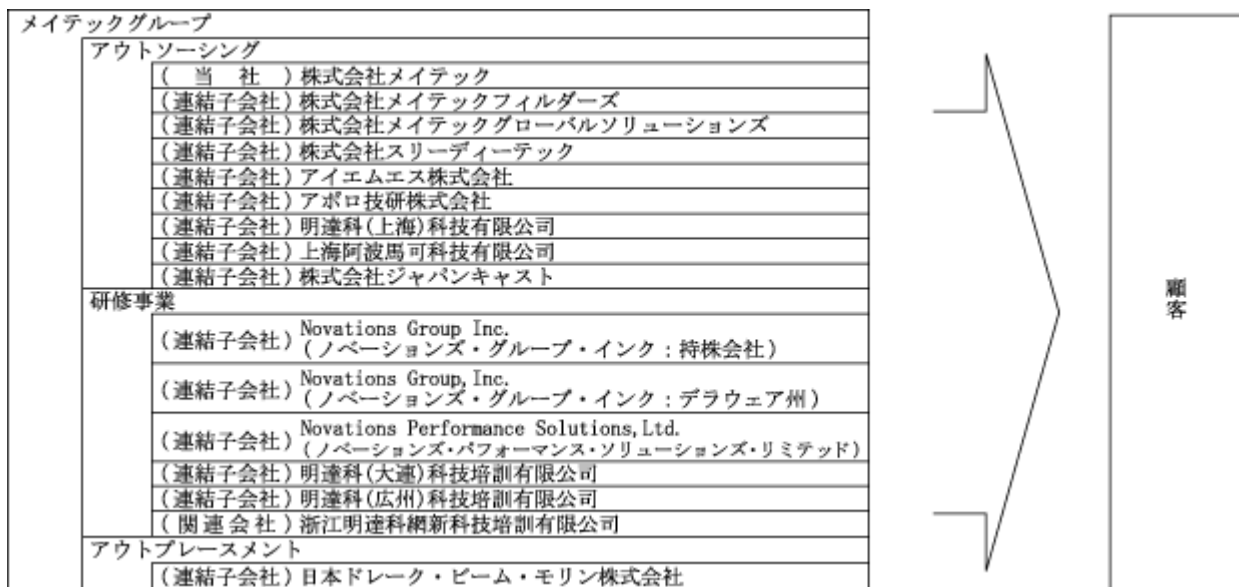 メイテックグループ
アウトソーシング
( 当 社 ) 株式会社メイテック
(連結子会社) 株式会社メイテックフィルダーズ
(連結子会社) 株式会社メイテックグローバルソリューションズ
(連結子会社) 株式会社スリーディーテック
(連結子会社) アイエムエス株式会社
(連結子会社) アポロ技研株式会社
(連結子会社) 明達科(上海)科技有限公司
(連結子会社) 上海阿波馬可科技有限公司
(連結子会社) 株式会社ジャパンキャスト
研修事業
(連結子会社) Novations Group Inc.
(ノベーションズ・グループ・インク:持株会社)
(連結子会社) Novations Group,Inc.
(ノベーションズ・グループ・インク:デラウェア州)
(連結子会社) Novations Performance Solutions,Ltd.
(ノベーションズ・パフォーマンス・ソリューションズ・リミテッド)
(連結子会社) 明達科(大連)科技培訓有限公司
(連結子会社) 明達科(広州)科技培訓有限公司
(関連会社) 浙江明達科網新科技培訓有限公司
アウトプレースメント
(連結子会社) 日本ドレーク・ビーム・モリン株式会社
顧客